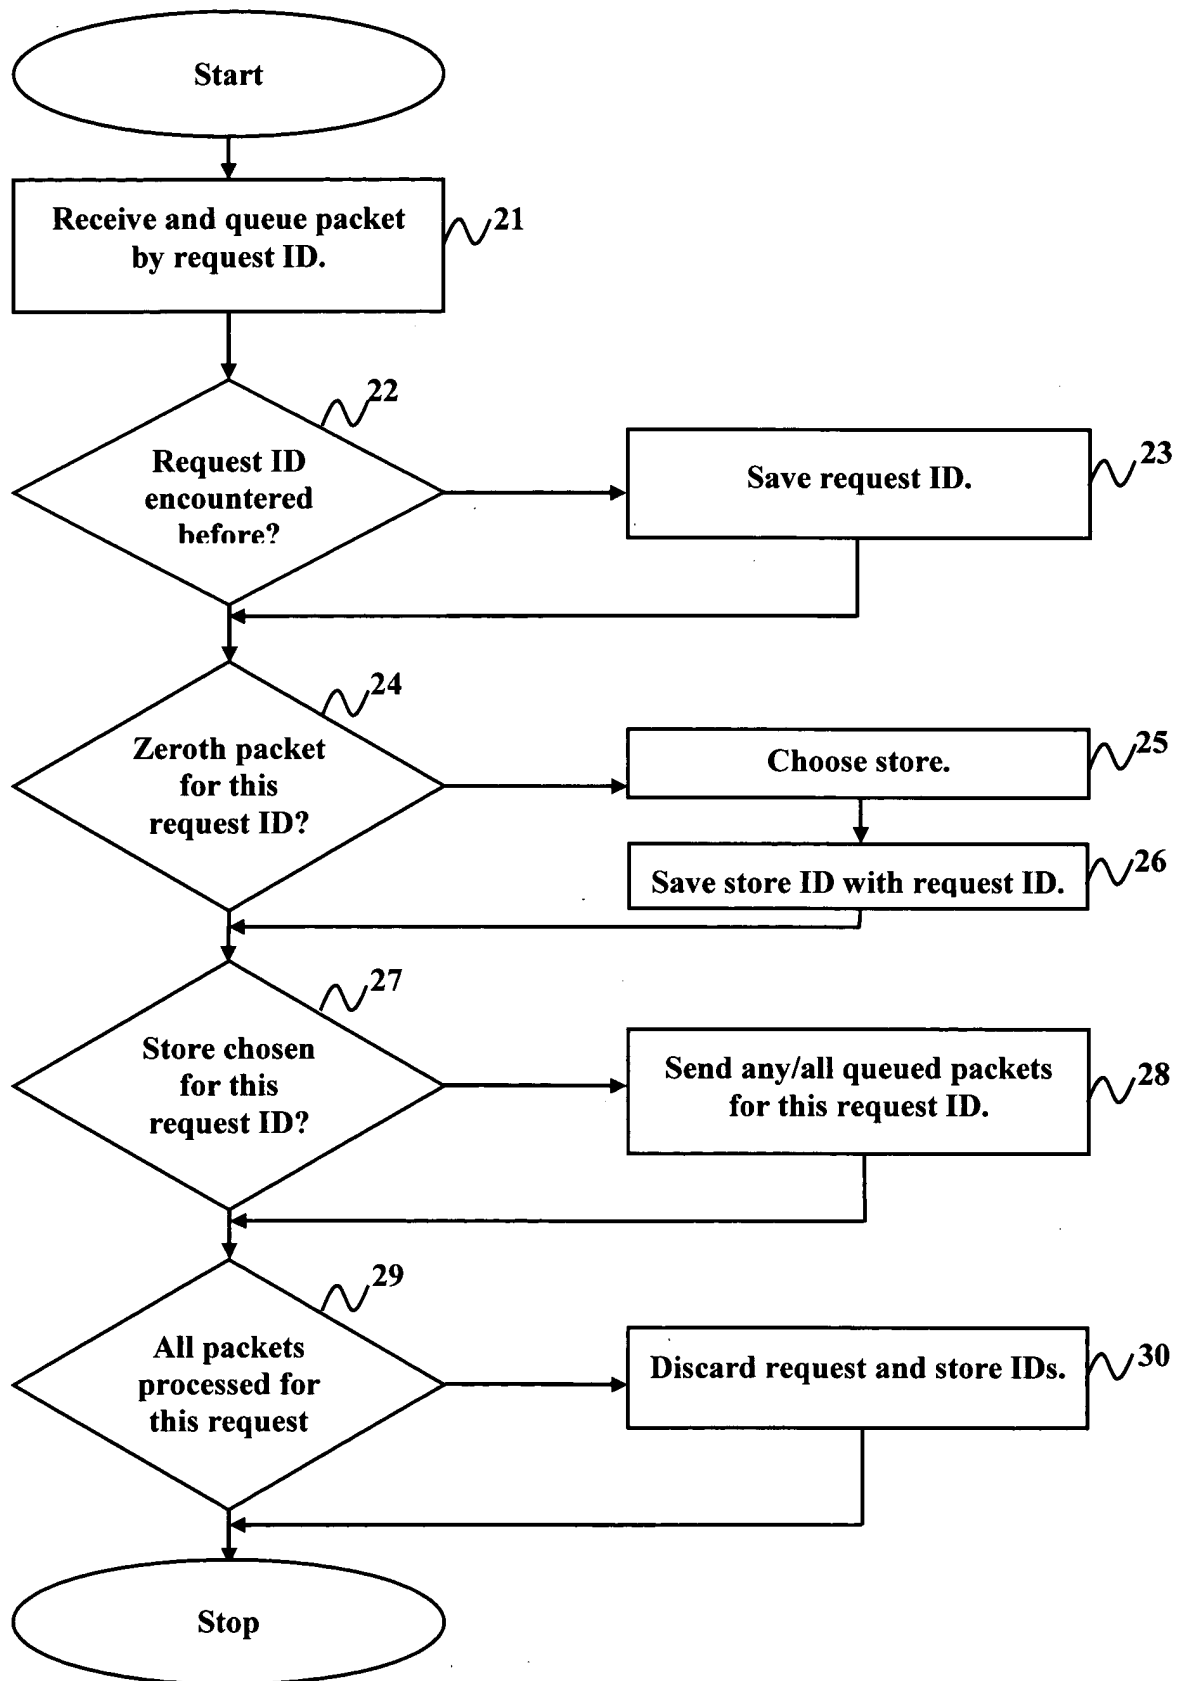 Start
Receive and queue packet
by request ID.
21
22
Request ID
encountered
before?
Save request ID.
23
24
Zeroth packet
for this
request ID?
Choose store.
25
Save store ID with request ID.
26
27
Store chosen
for this
request ID?
Send any/all queued packets
for this request ID.
28
29
All packets
processed for
this request
Discard request and store IDs.
30
Stop